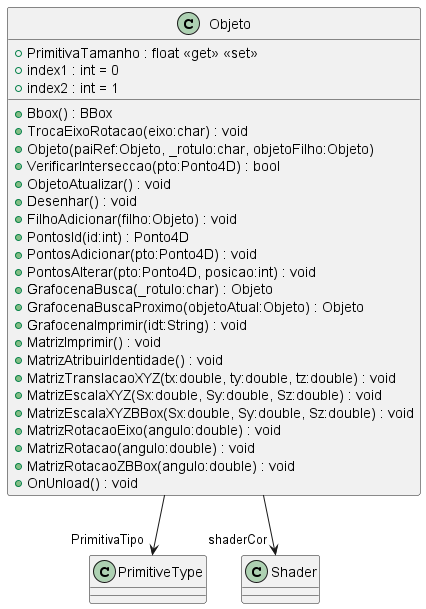 C Objeto
PrimitivaTamanho : float «get» «set»
index1 : int = 0
index2 : int = 1
Bbox() : BBox
TrocaEixoRotacao(eixo:char) : void
Objeto(paiRef:Objeto, _rotulo:char, objetoFilho:Objeto)
VerificarInterseccao(pto:Ponto4D) : bool
ObjetoAtualizar() : void
Desenhar() : void
FilhoAdicionar(filho:Objeto) : void
PontosId(id:int) : Ponto4D
PontosAdicionar(pto:Ponto4D) : void
PontosAlterar(pto:Ponto4D, posicao:int) : void
GrafocenaBusca(_rotulo:char) : Objeto
GrafocenaBuscaProximo(objetoAtual:Objeto) : Objeto
GrafocenaImprimir(idt:String) : void
MatrizImprimir() : void
MatrizAtribuirIdentidade() : void
MatrizTranslacaoXYZ(tx:double, ty:double, tz:double) : void
MatrizEscalaXYZ(Sx:double, Sy:double, Sz:double) : void
MatrizEscalaXYZBBox(Sx:double, Sy:double, Sz:double) : void
MatrizRotacaoEixo(angulo:double) : void
MatrizRotacao(angulo:double) : void
MatrizRotacaoZBBox(angulo:double) : void
OnUnload() : void
PrimitivaTipo
shaderCor
C PrimitiveType
C Shader